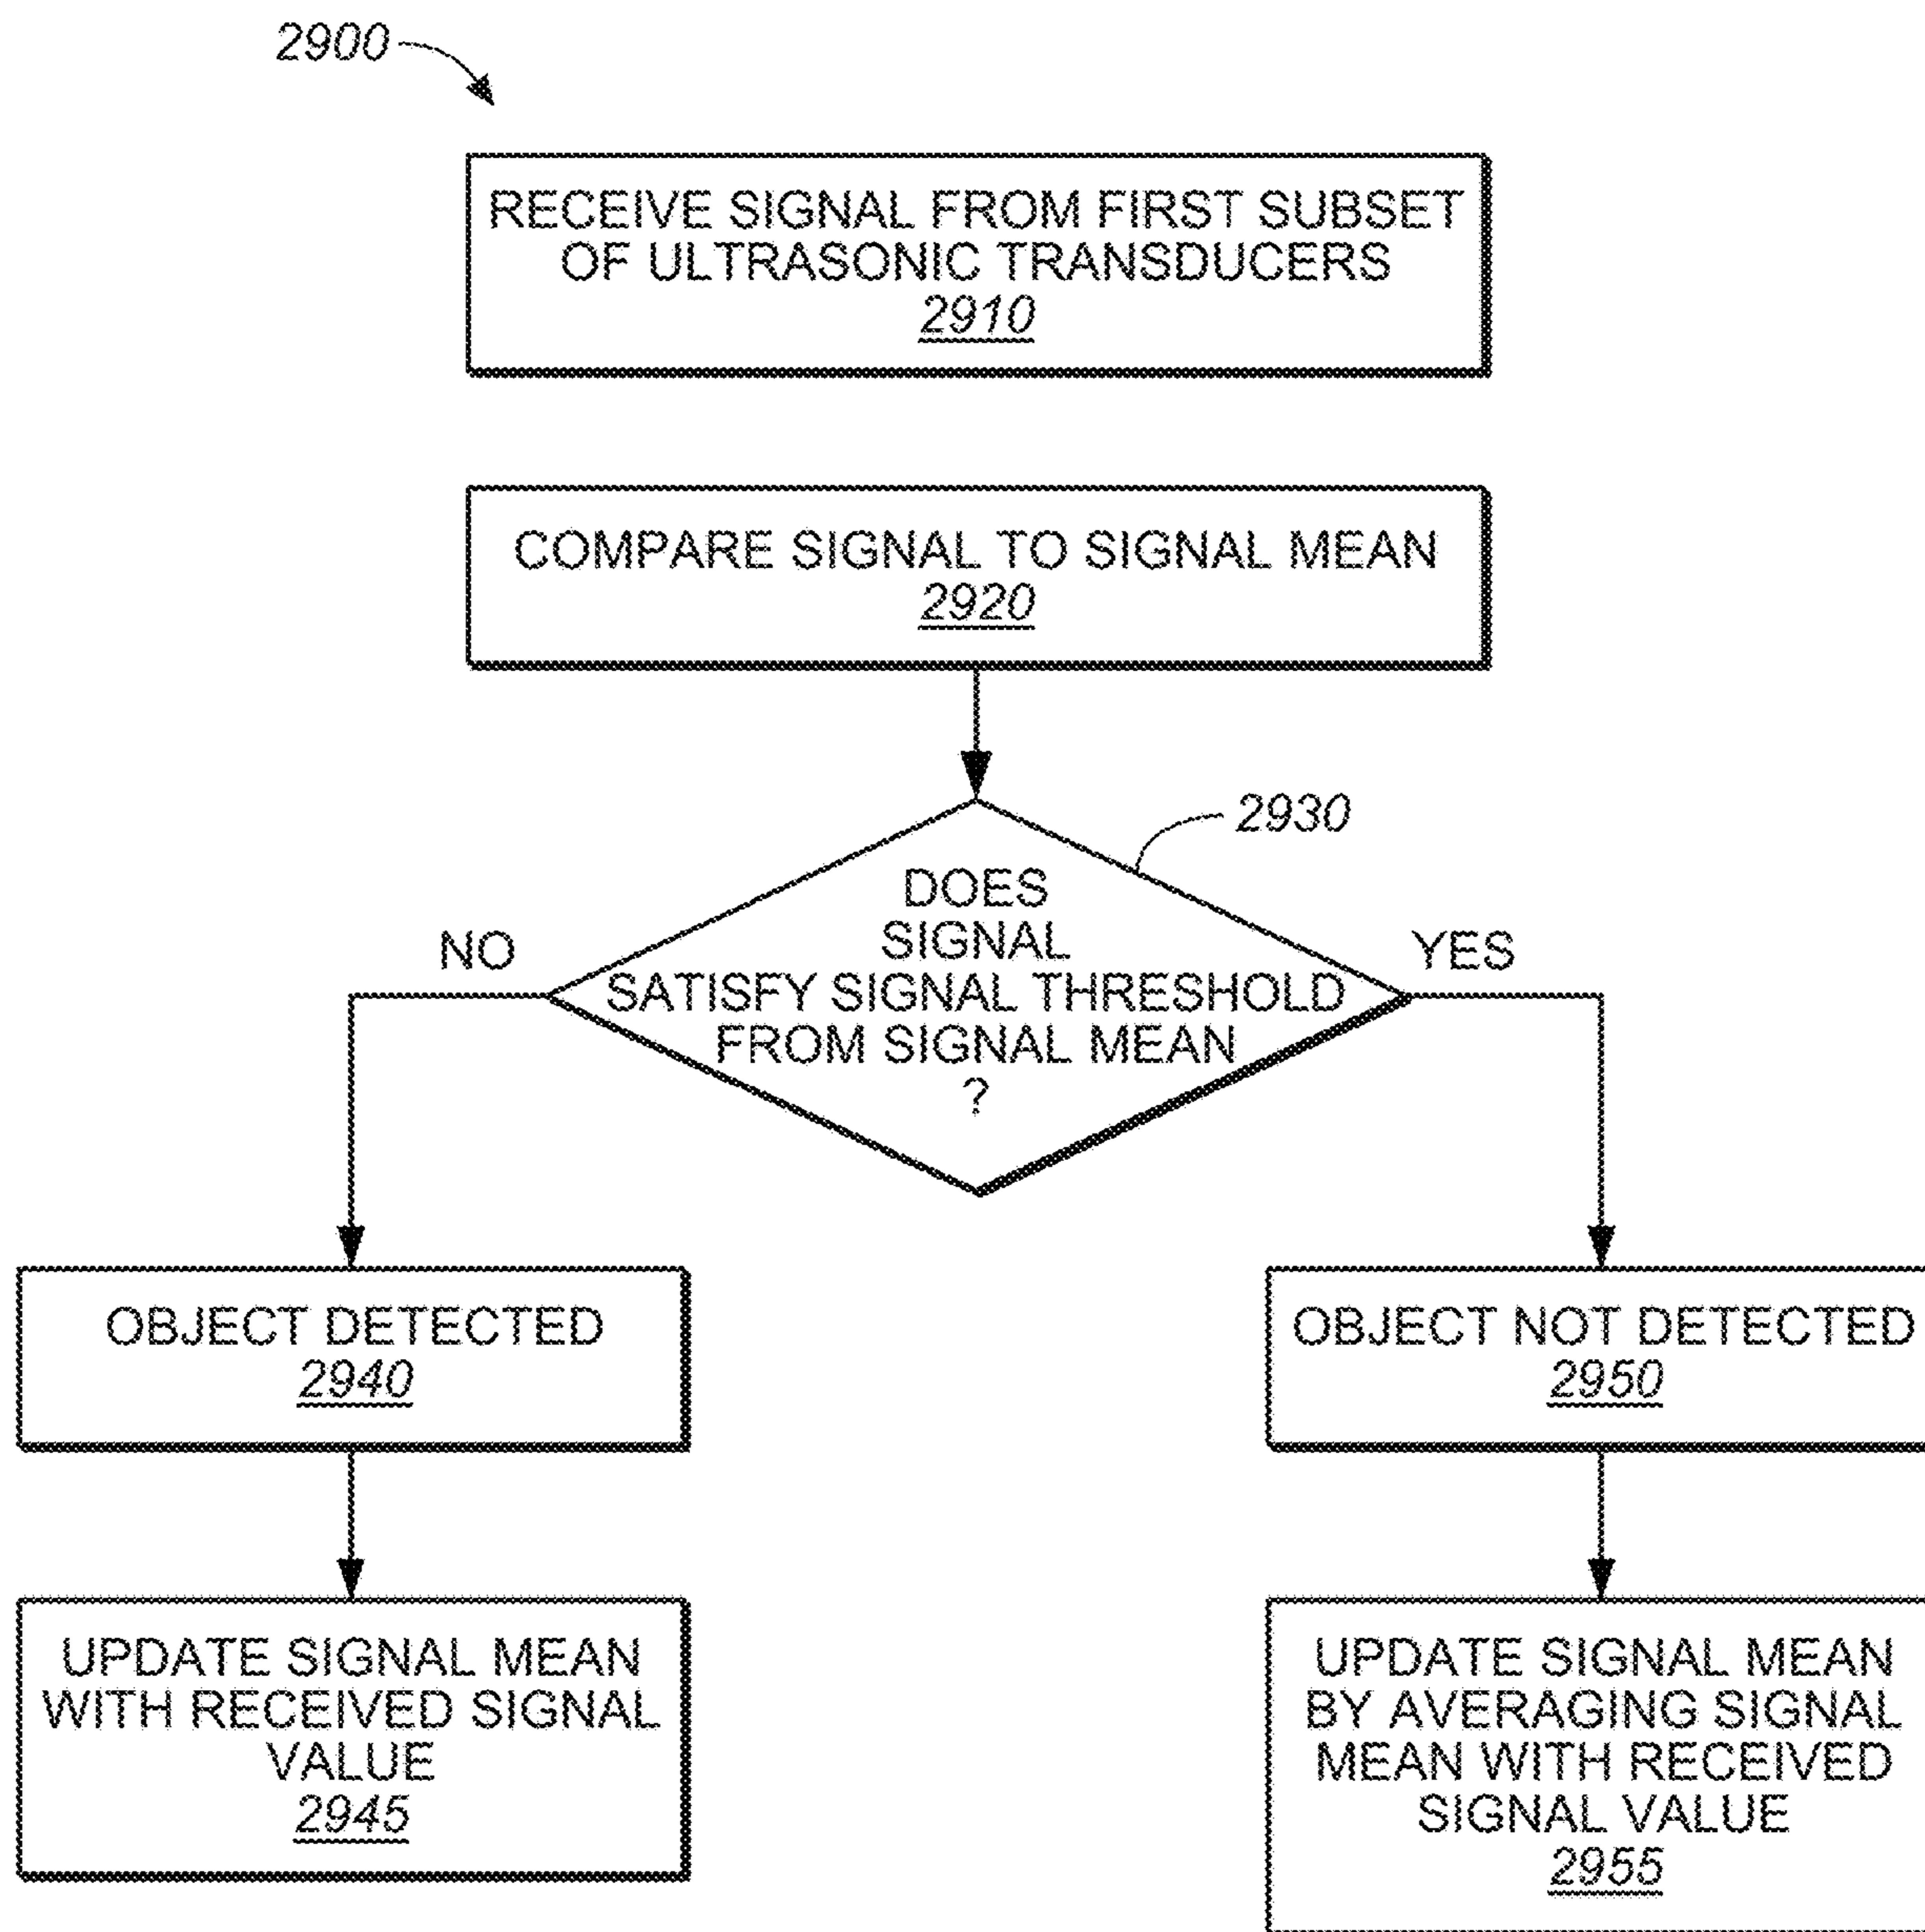 2900
RECEIVE SIGNAL FROM FIRST SUBSET
OF ULTRASONIC TRANSDUCERS
2910
COMPARE SIGNAL TO SIGNAL MEAN
2920
2930
DOES
SIGNAL
SATISFY SIGNAL THRESHOLD
FROM SIGNAL MEAN
?
NO
YES
OBJECT DETECTED
2940
OBJECT NOT DETECTED
2950
UPDATE SIGNAL MEAN
WITH RECEIVED SIGNAL
VALUE
2945
UPDATE SIGNAL MEAN
BY AVERAGING SIGNAL
MEAN WITH RECEIVED
SIGNAL VALUE
2955